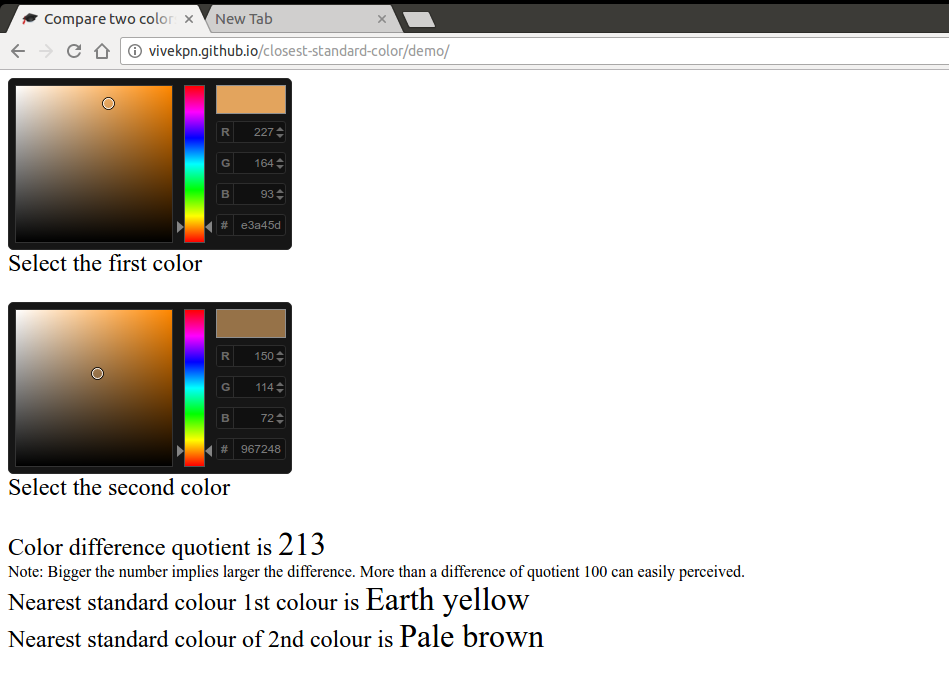 Compare two color
New Tab
vivekpn.github.io/closest-standard-color/demo/
R 227
G 164
B 93
# e3a45d
Select the first color
R 150
G 114
B 72
# 967248
Select the second color
Color difference quotient is 213
Note: Bigger the number implies larger the difference. More than a difference of quotient 100 can easily perceived.
Nearest standard colour 1st colour is Earth yellow
Nearest standard colour of 2nd colour is Pale brown